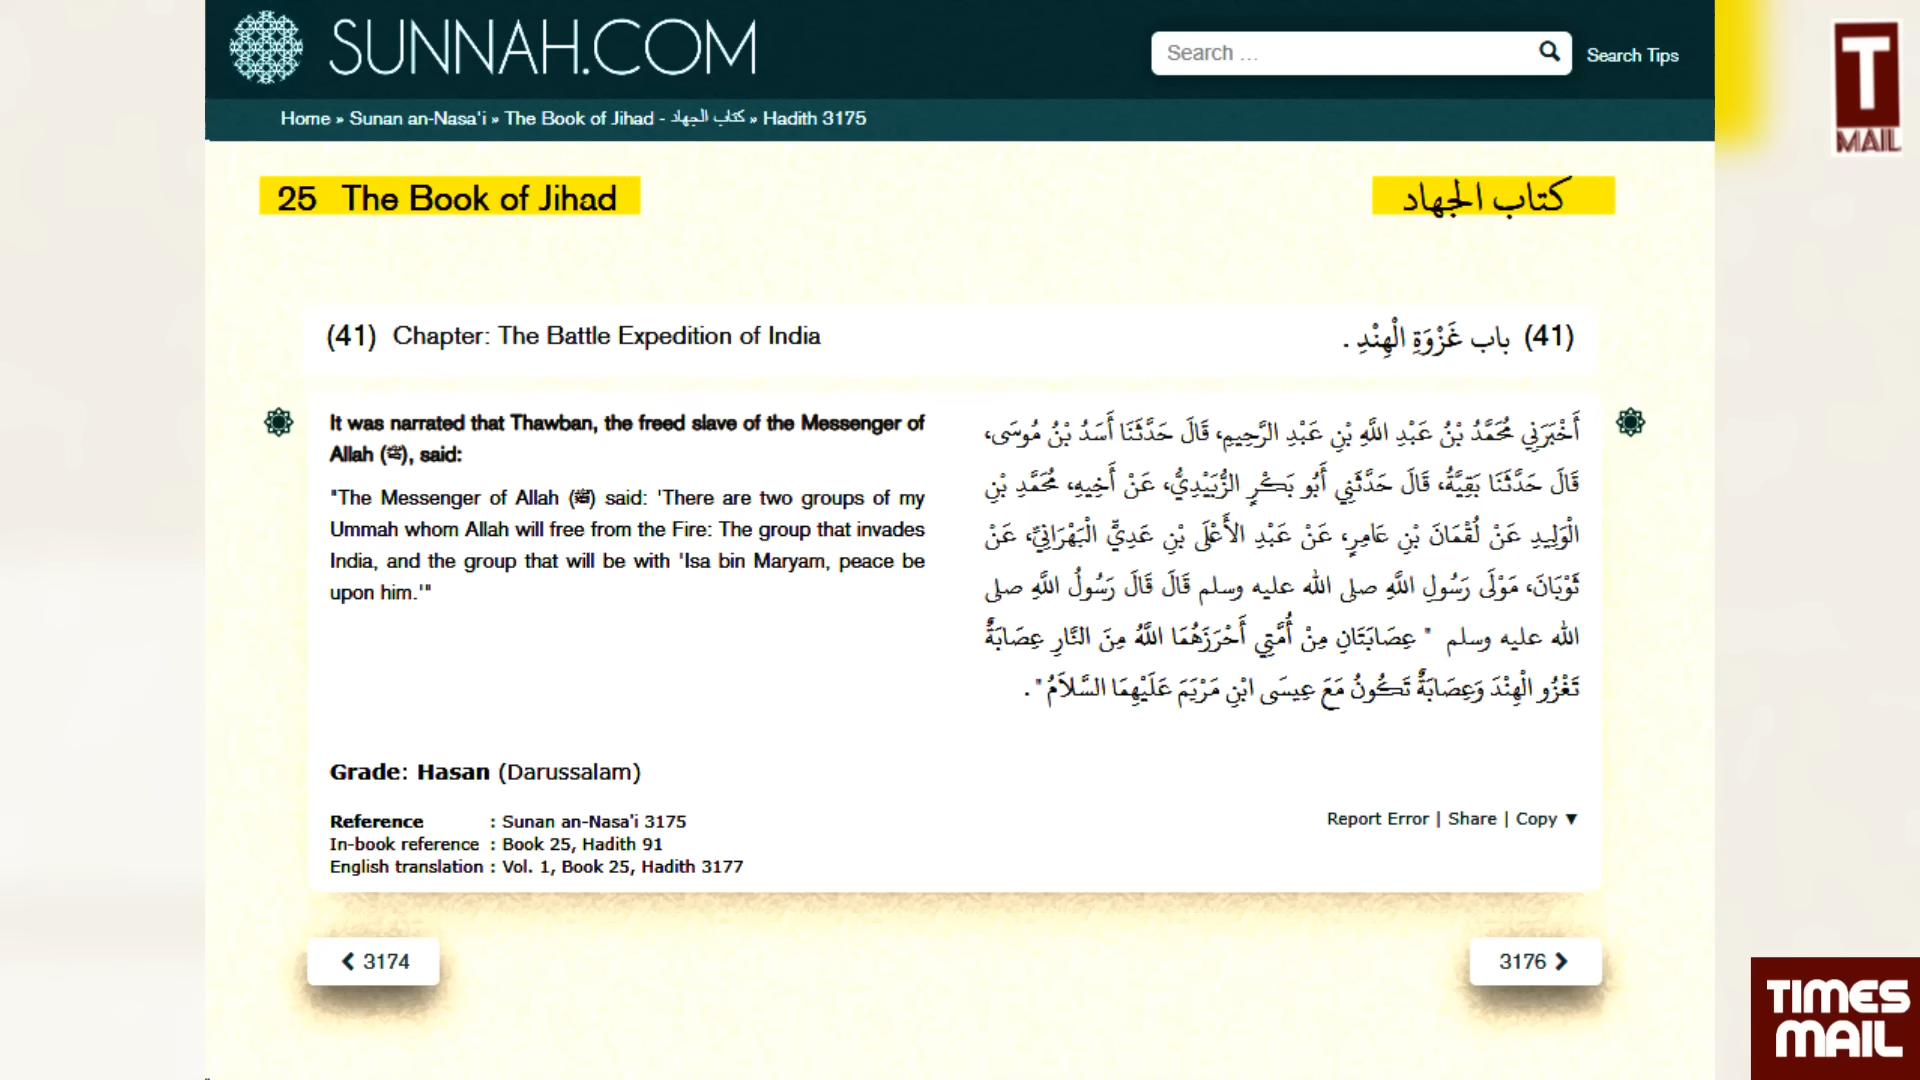 SUNNAH.COM
Search ...
Search Tips
T
MAIL
Home » Sunan an-Nasa'i » The Book of Jihad - كتاب الجهاد » Hadith 3175
25 The Book of Jihad
كتاب الجهاد
(41) Chapter: The Battle Expedition of India
(41) باب غَزْوَةِ الْهِنْدِ .
It was narrated that Thawban, the freed slave of the Messenger of
Allah (ﷺ), said:
"The Messenger of Allah (ﷺ) said: 'There are two groups of my
Ummah whom Allah will free from the Fire: The group that invades
India, and the group that will be with 'Isa bin Maryam, peace be
upon him.'"
أَخْبَرَنِي مُحَمَّدُ بْنُ عَبْدِ اللَّهِ بْنِ عَبْدِ الرَّحِيمِ، قَالَ حَدَّثَنَا أَسَدُ بْنُ مُوسَى،
قَالَ حَدَّثَنَا بَقِيَّةُ، قَالَ حَدَّثَنِي أَبُو بَكْرٍ الزُّبَيْدِيُّ، عَنْ أَخِيهِ، مُحَمَّدِ بْنِ
الْوَلِيدِ عَنْ لُقْمَانَ بْنِ عَامِرٍ، عَنْ عَبْدِ الأَعْلَى بْنِ عَدِيٍّ الْبَهْرَانِيِّ، عَنْ
ثَوْبَانَ، مَوْلَى رَسُولِ اللَّهِ صلى الله عليه وسلم قَالَ قَالَ رَسُولُ اللَّهِ صلى
الله عليه وسلم " عِصَابَتَانِ مِنْ أُمَّتِي أَحْرَزَهُمَا اللَّهُ مِنَ النَّارِ عِصَابَةٌ
تَغْزُو الْهِنْدَ وَعِصَابَةٌ تَكُونُ مَعَ عِيسَى ابْنِ مَرْيَمَ عَلَيْهِمَا السَّلاَمُ " .
Grade: Hasan (Darussalam)
Reference : Sunan an-Nasa'i 3175
In-book reference : Book 25, Hadith 91
English translation : Vol. 1, Book 25, Hadith 3177
Report Error | Share | Copy ▼
3174
3176
TIMES
MAIL